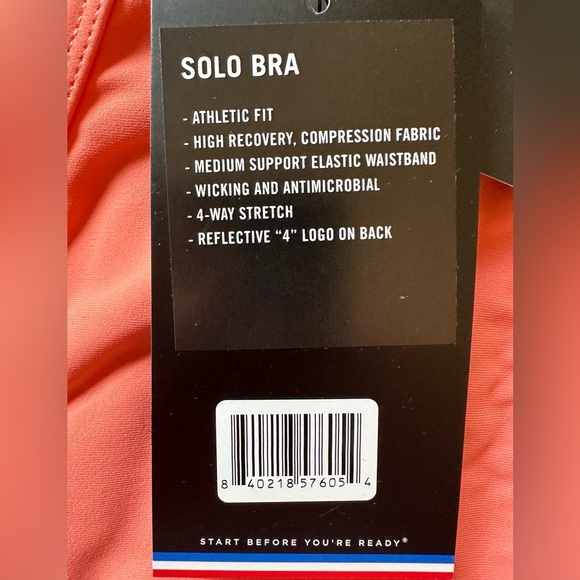 SOLO BRA
- ATHLETIC FIT
- HIGH RECOVERY, COMPRESSION FABRIC
- MEDIUM SUPPORT ELASTIC WAISTBAND
- WICKING AND ANTIMICROBIAL
- 4-WAY STRETCH
- REFLECTIVE “4” LOGO ON BACK
8 40218 57605 4
START BEFORE YOU'RE READY®